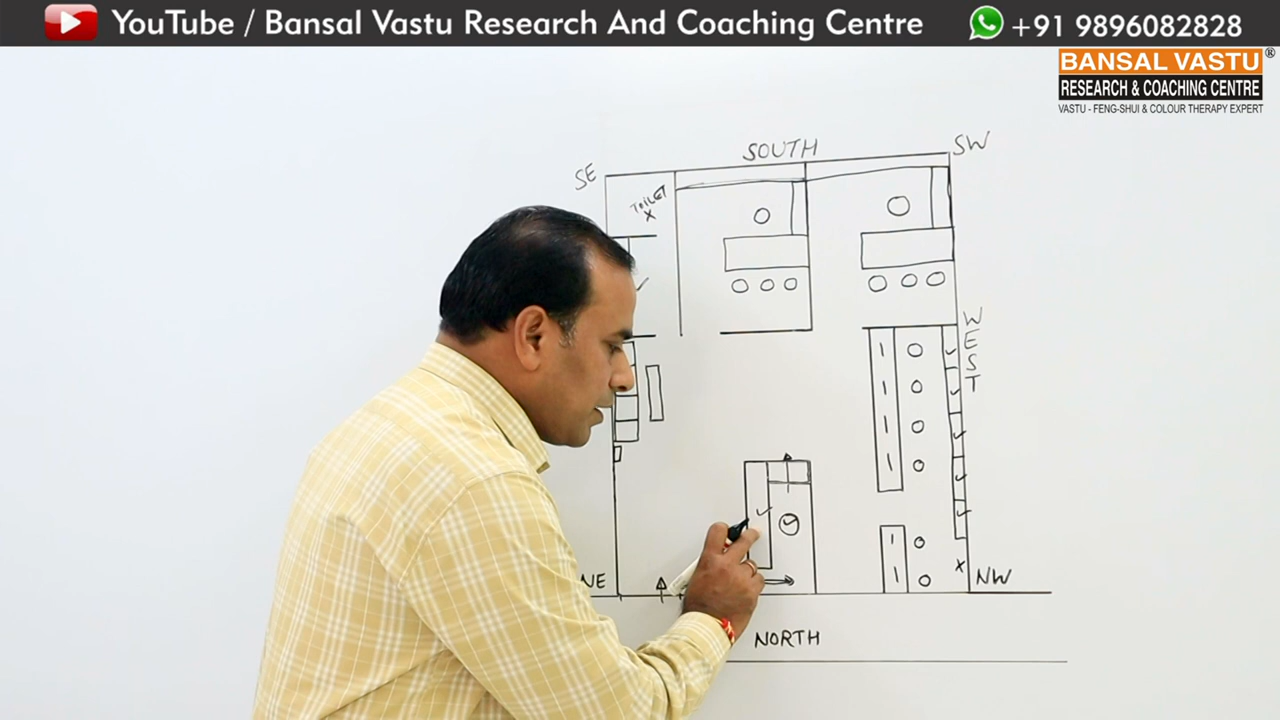 YouTube / Bansal Vastu Research And Coaching Centre
+91 9896082828
BANSAL VASTU®
RESEARCH & COACHING CENTRE
VASTU - FENG-SHUI & COLOUR THERAPY EXPERT
SE
SOUTH
SW
TOILET
X
WEST
NE
X
NW
NORTH